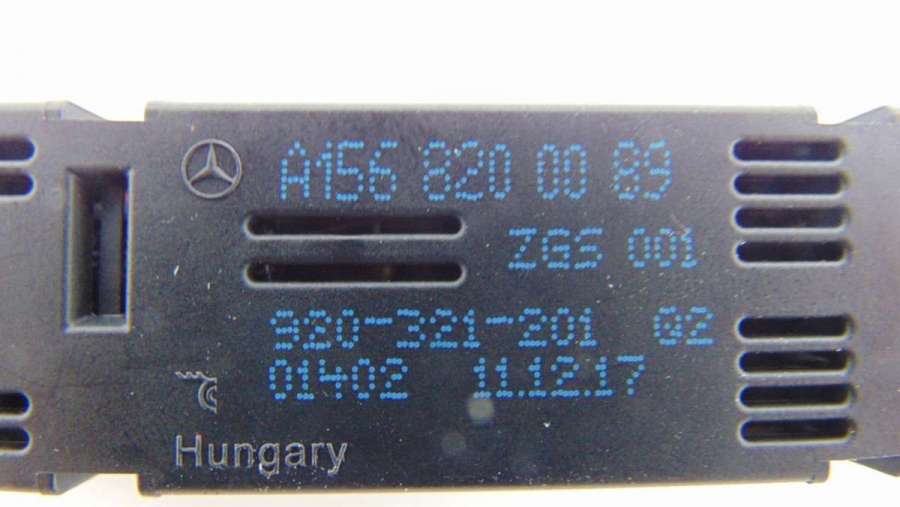 A156 820 00 89
ZGS 001
920-321-201 02
01402 11.12.17
Hungary